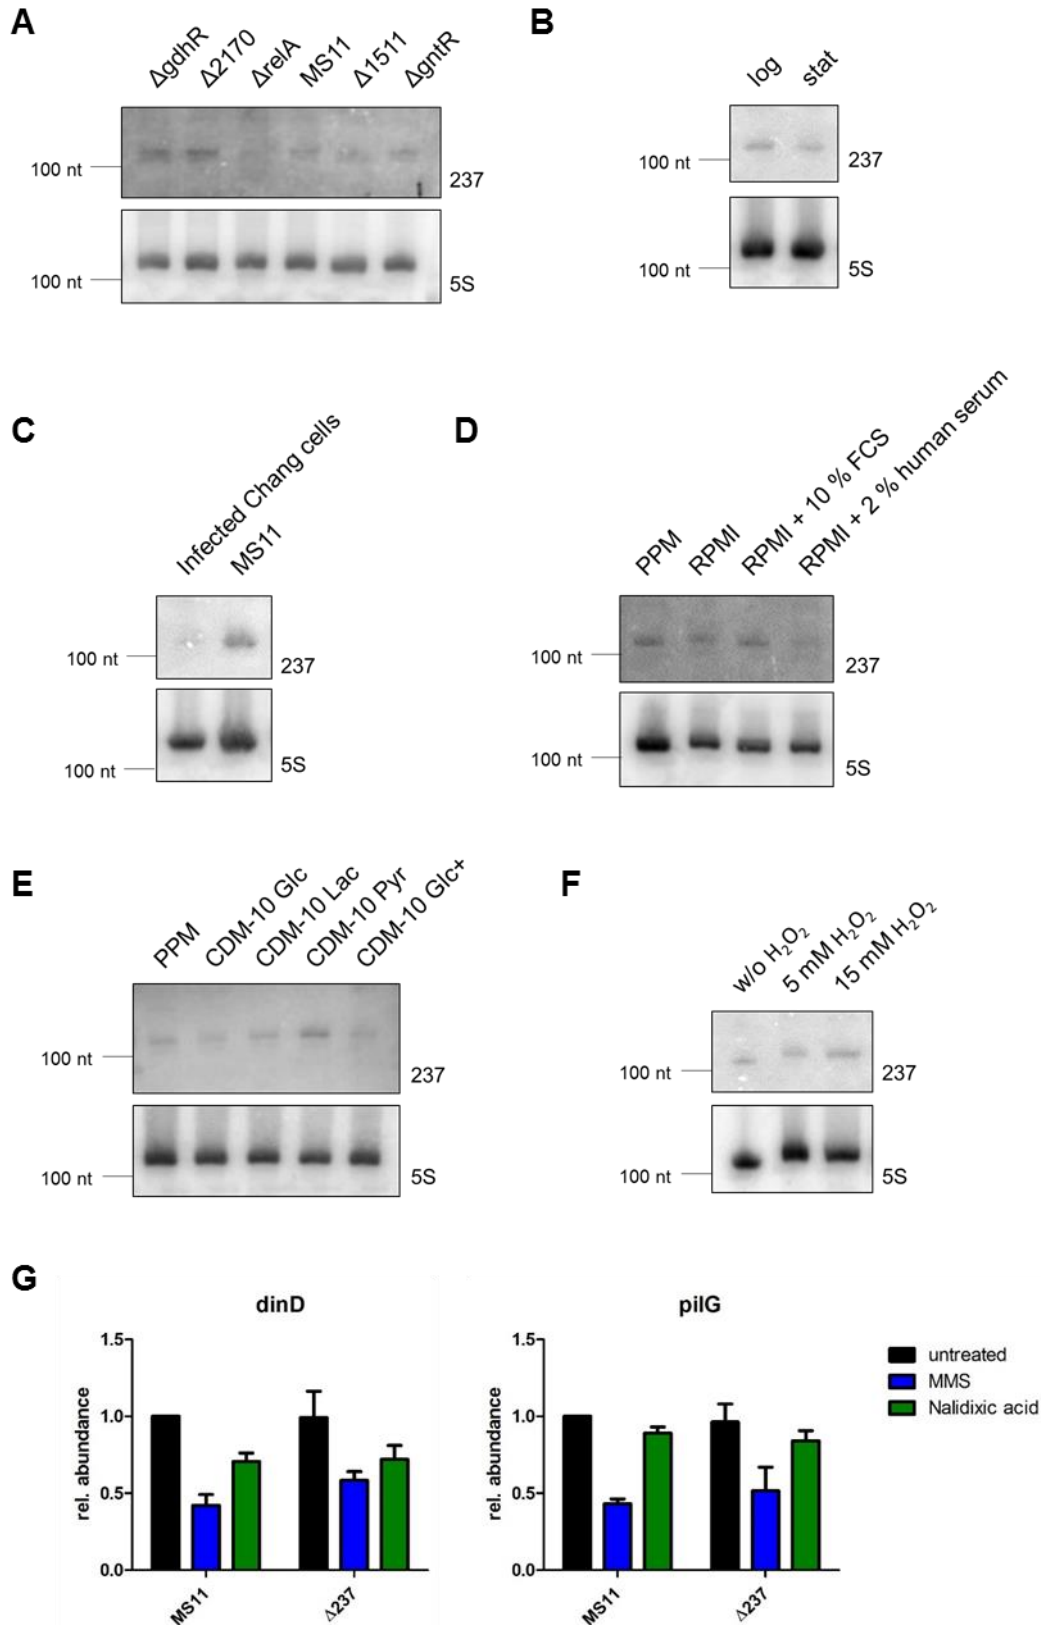 A
ΔgdhR Δ2170 ΔrelA MS11 Δ1511 ΔgntR
100 nt 237
100 nt 5S
B
log stat
100 nt 237
100 nt 5S
C
Infected Chang cells MS11
100 nt 237
100 nt 5S
D
PPM RPMI RPMI + 10 % FCS RPMI + 2 % human serum
100 nt 237
100 nt 5S
E
PPM CDM-10 Glc CDM-10 Lac CDM-10 Pyr CDM-10 Glc+
100 nt 237
100 nt 5S
F
w/o H₂O₂ 5 mM H₂O₂ 15 mM H₂O₂
100 nt 237
100 nt 5S
G
dinD
rel. abundance
1.5
1.0
0.5
0.0
MS11 Δ237
pilG
rel. abundance
1.5
1.0
0.5
0.0
MS11 Δ237
untreated
MMS
Nalidixic acid